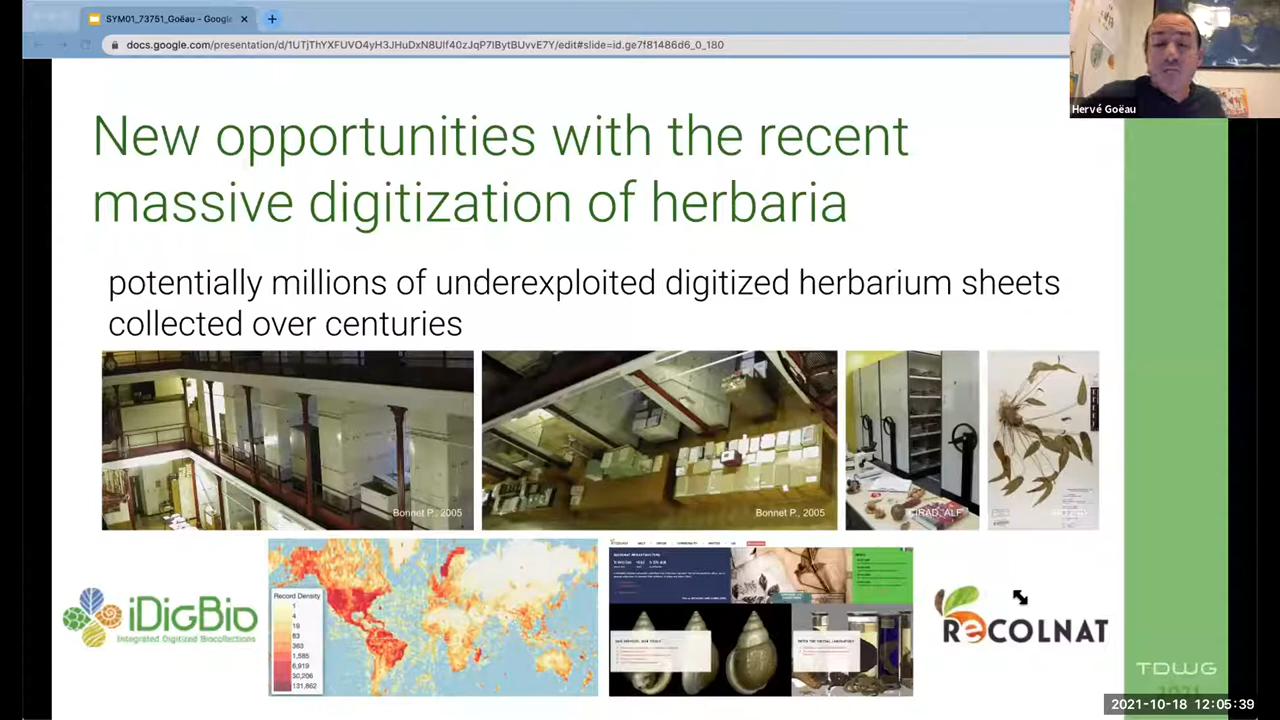 SYM01_73751_Goëau - Google
docs.google.com/presentation/d/1UTjThYXFUVO4yH3JHuDxN8Ulf40zJqP7IBytBUvvE7Y/edit#slide=id.ge7f81486d6_0_180
Hervé Goëau
New opportunities with the recent
massive digitization of herbaria
potentially millions of underexploited digitized herbarium sheets
collected over centuries
Bonnet P., 2005
Bonnet P., 2005
CIRAD, ALF
iDigBio
Integrated Digitized Biocollections
Record Density
1
4
19
83
363
1,585
6,919
30,206
131,862
RECOLNAT
TDWG
2021
2021-10-18 12:05:39